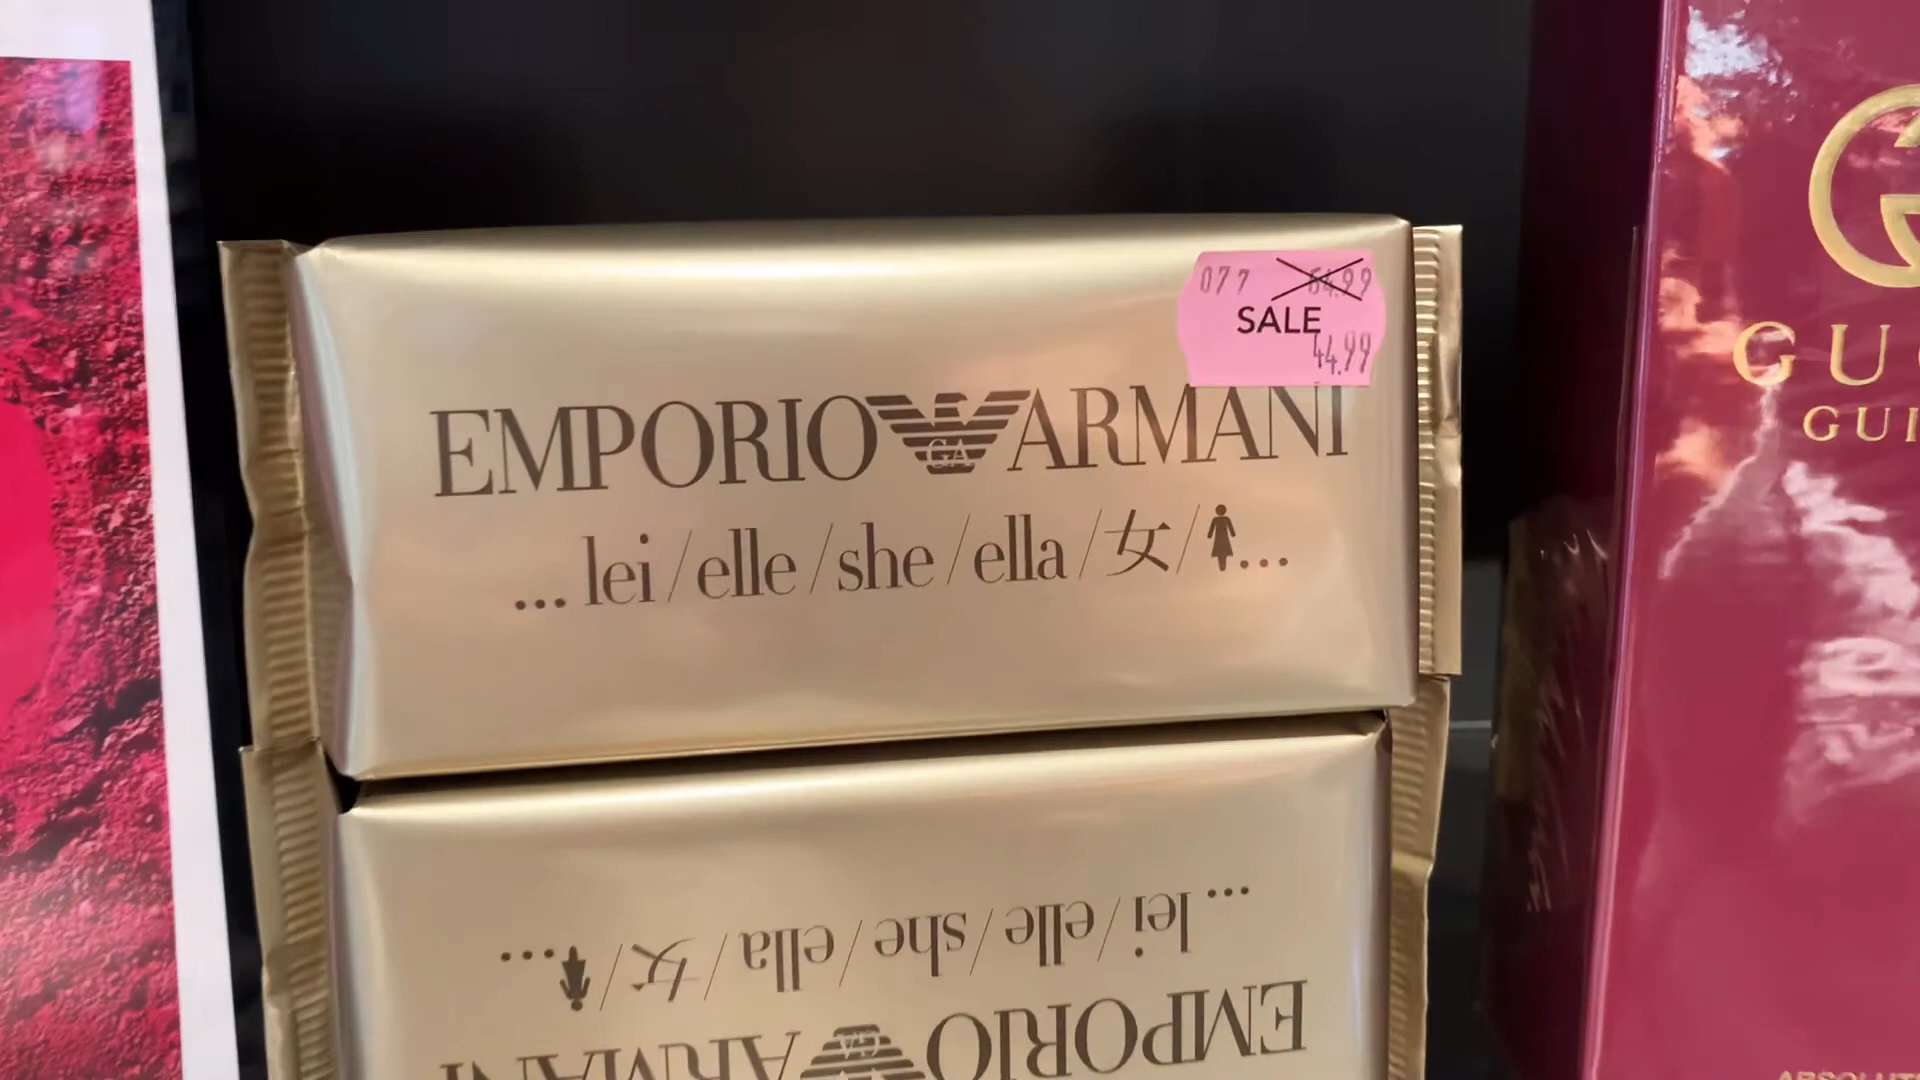 077 64.99
SALE
44.99
EMPORIO GA ARMANI
...lei/elle/she/ella/女/...
...lei/elle/she/ella/女/...
EMPORIO GA ARMANI
GU
GUI